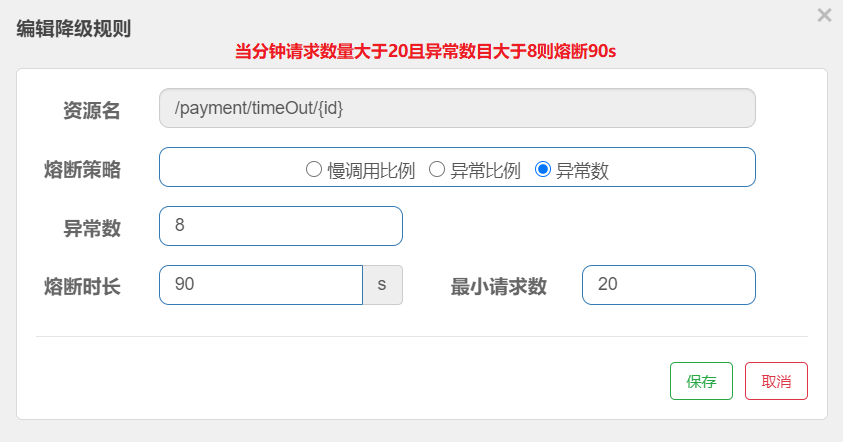 编辑降级规则
×
当分钟请求数量大于20且异常数目大于8则熔断90s
资源名 /payment/timeOut/{id}
熔断策略 慢调用比例 异常比例 异常数
异常数 8
熔断时长 90 s 最小请求数 20
保存 取消